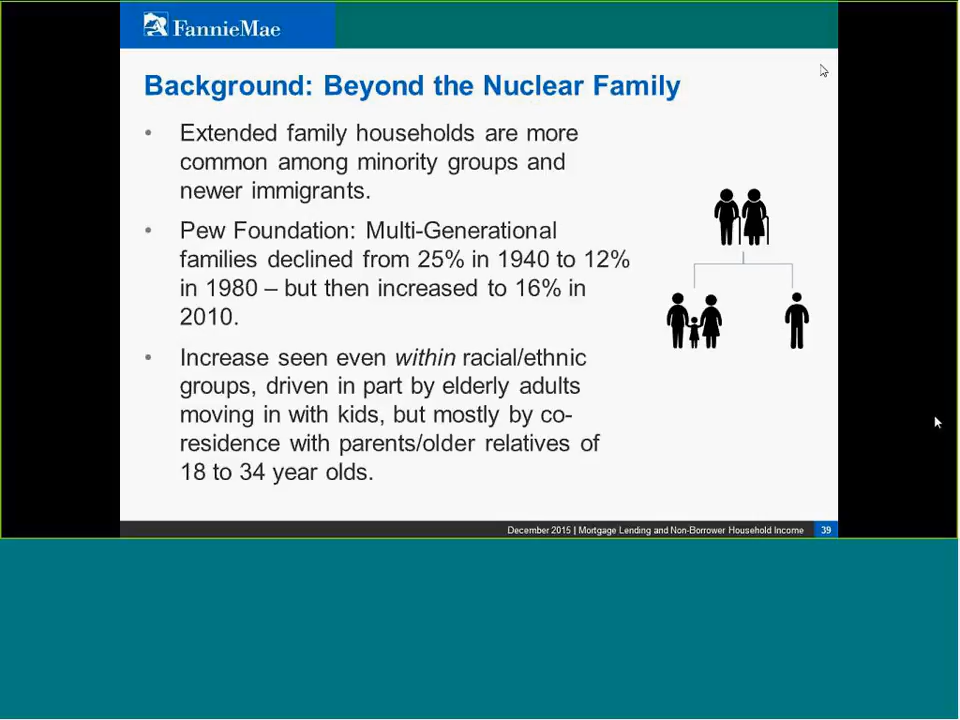 FannieMae
Background: Beyond the Nuclear Family
• Extended family households are more
common among minority groups and
newer immigrants.
• Pew Foundation: Multi-Generational
families declined from 25% in 1940 to 12%
in 1980 – but then increased to 16% in
2010.
• Increase seen even within racial/ethnic
groups, driven in part by elderly adults
moving in with kids, but mostly by co-
residence with parents/older relatives of
18 to 34 year olds.
December 2015 | Mortgage Lending and Non-Borrower Household Income 39